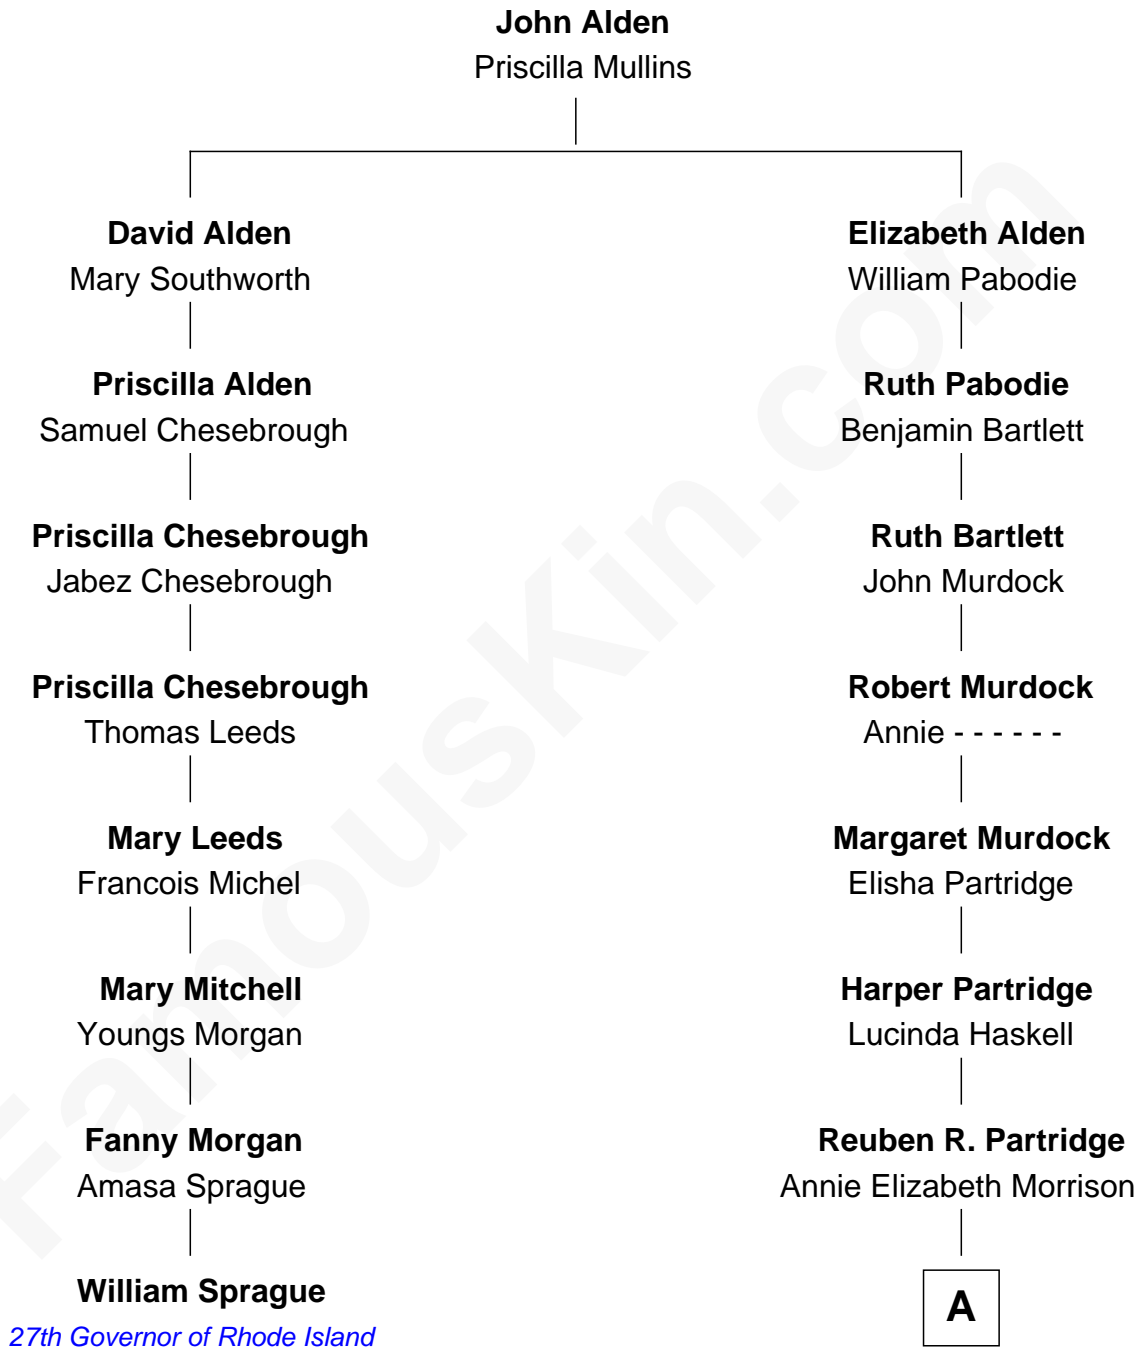 John Alden
Priscilla Mullins
David Alden
Mary Southworth
Elizabeth Alden
William Pabodie
Priscilla Alden
Samuel Chesebrough
Ruth Pabodie
Benjamin Bartlett
Priscilla Chesebrough
Jabez Chesebrough
Ruth Bartlett
John Murdock
Priscilla Chesebrough
Thomas Leeds
Robert Murdock
Annie - - - - - -
Mary Leeds
Francois Michel
Margaret Murdock
Elisha Partridge
Mary Mitchell
Youngs Morgan
Harper Partridge
Lucinda Haskell
Fanny Morgan
Amasa Sprague
Reuben R. Partridge
Annie Elizabeth Morrison
William Sprague
27th Governor of Rhode Island
A
FamousKin.com